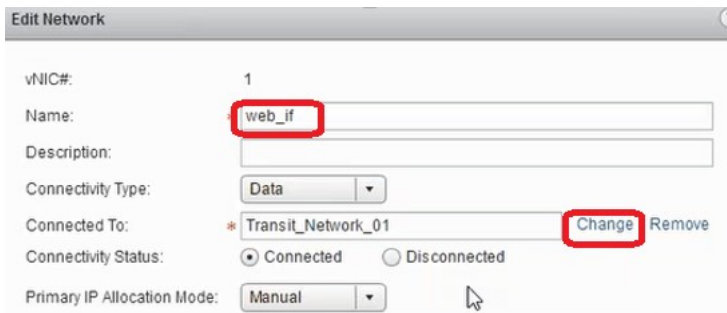 Edit Network
vNIC#: 1
Name: * web_if
Description:
Connectivity Type: Data
Connected To: * Transit_Network_01 Change Remove
Connectivity Status: Connected Disconnected
Primary IP Allocation Mode: Manual